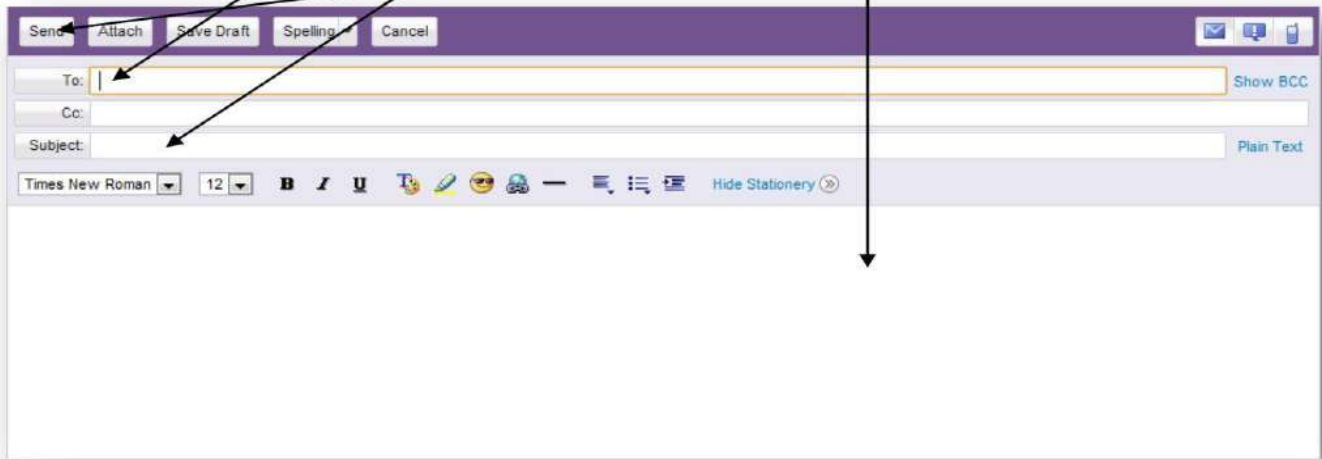 Send Attach Save Draft Spelling Cancel
To: Show BCC
Cc:
Subject: Plain Text
Times New Roman 12 B I U T Hide Stationery